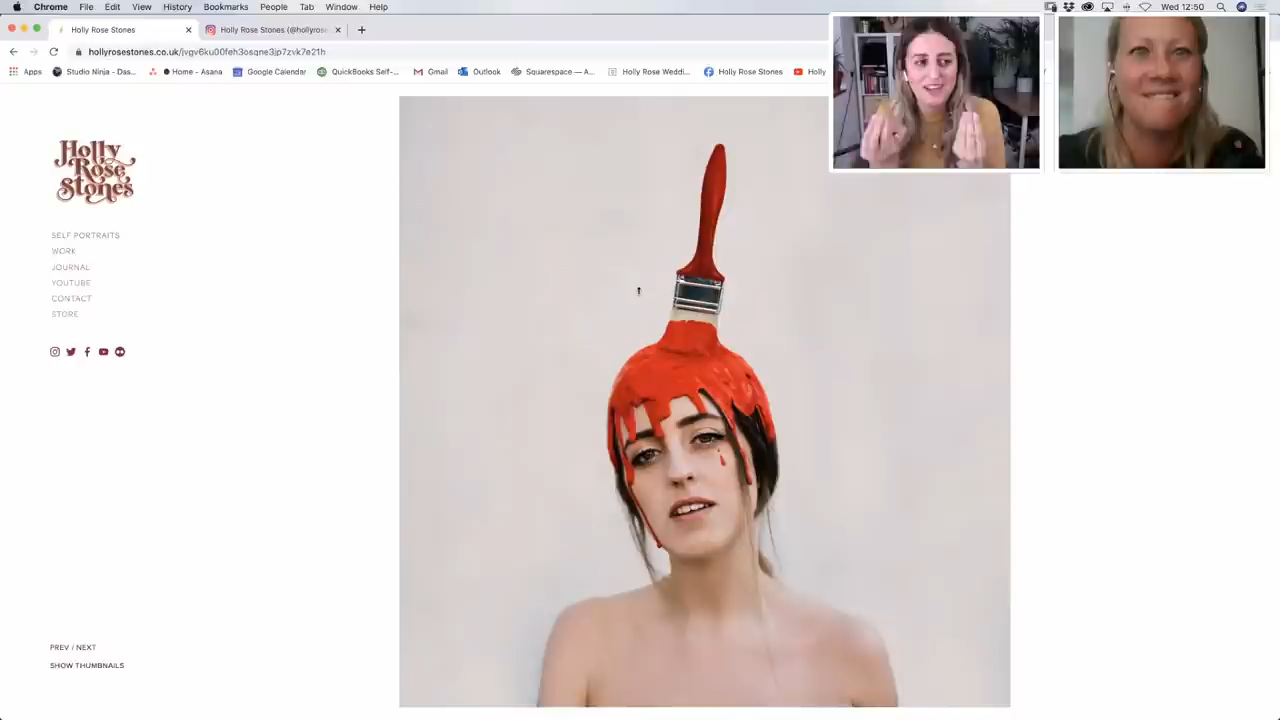 Chrome File Edit View History Bookmarks People Tab Window Help
Wed 12:50
Holly Rose Stones
Holly Rose Stones (@hollyros
hollyrosestones.co.uk/jvgv6ku00feh3osqne3jp7zvk7e21h
Apps Studio Ninja - Das... Home - Asana Google Calendar QuickBooks Self-... Gmail Outlook Squarespace — A... Holly Rose Weddi... Holly Rose Stones Holly
Holly
Rose
Stones
SELF PORTRAITS
WORK
JOURNAL
YOUTUBE
CONTACT
STORE
PREV / NEXT
SHOW THUMBNAILS